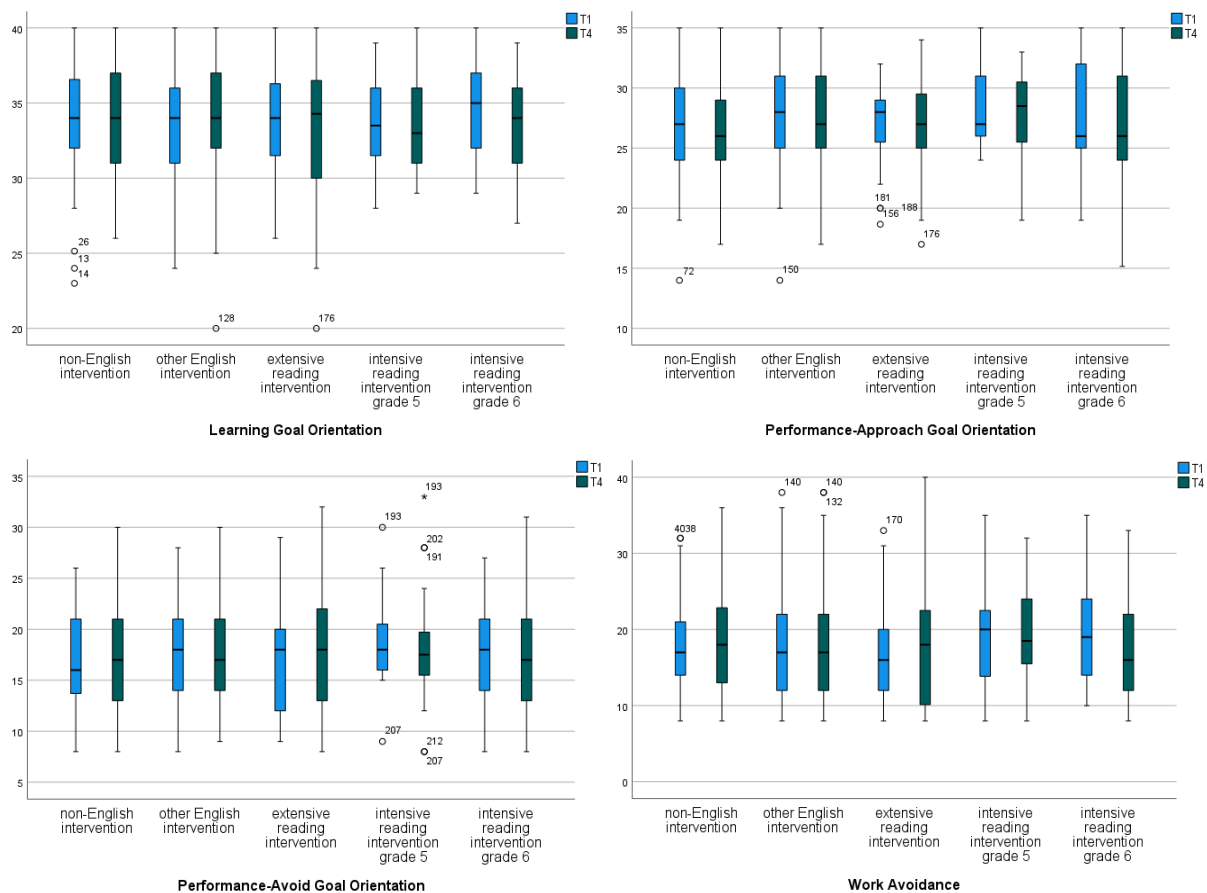 T1
T4
40
35
30
25
20
26
13
14
128
176
non-English intervention
other English intervention
extensive reading intervention
intensive reading intervention grade 5
intensive reading intervention grade 6
Learning Goal Orientation
T1
T4
35
30
25
20
15
10
72
150
181
156
188
176
non-English intervention
other English intervention
extensive reading intervention
intensive reading intervention grade 5
intensive reading intervention grade 6
Performance-Approach Goal Orientation
T1
T4
35
30
25
20
15
10
5
193
207
193
202
191
212
207
non-English intervention
other English intervention
extensive reading intervention
intensive reading intervention grade 5
intensive reading intervention grade 6
Performance-Avoid Goal Orientation
T1
T4
40
30
20
10
0
4038
140
140
132
170
non-English intervention
other English intervention
extensive reading intervention
intensive reading intervention grade 5
intensive reading intervention grade 6
Work Avoidance